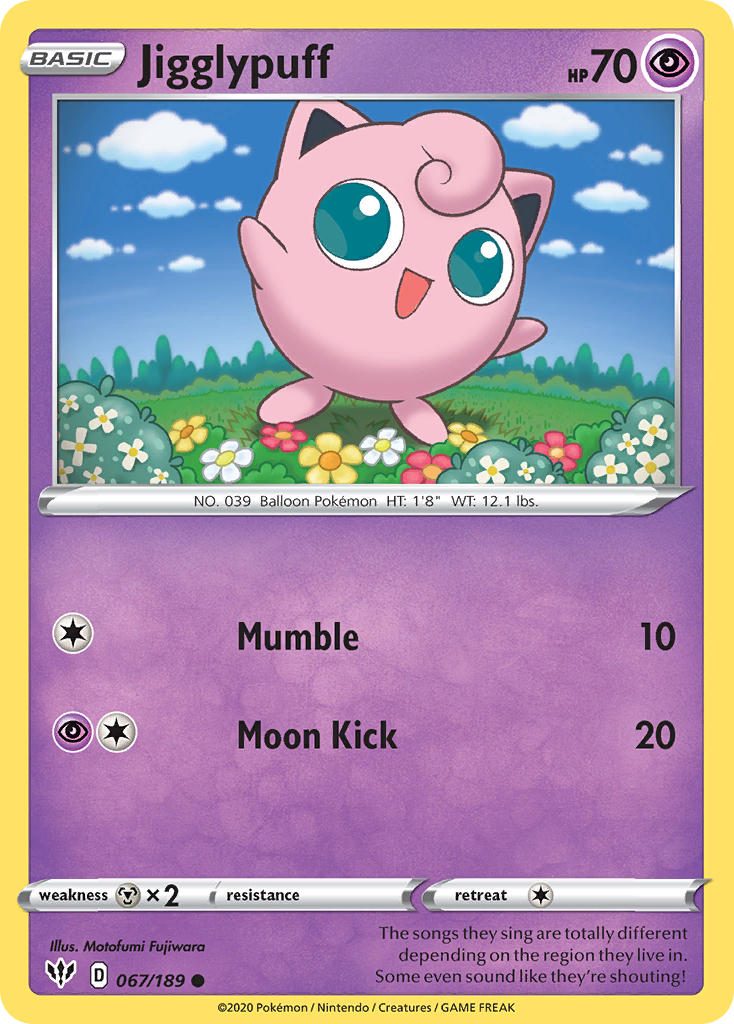 BASIC Jigglypuff HP 70
NO. 039 Balloon Pokémon HT: 1'8" WT: 12.1 lbs.
Mumble 10
Moon Kick 20
weakness ×2 resistance retreat
Illus. Motofumi Fujiwara
The songs they sing are totally different
depending on the region they live in.
Some even sound like they're shouting!
D 067/189
©2020 Pokémon / Nintendo / Creatures / GAME FREAK